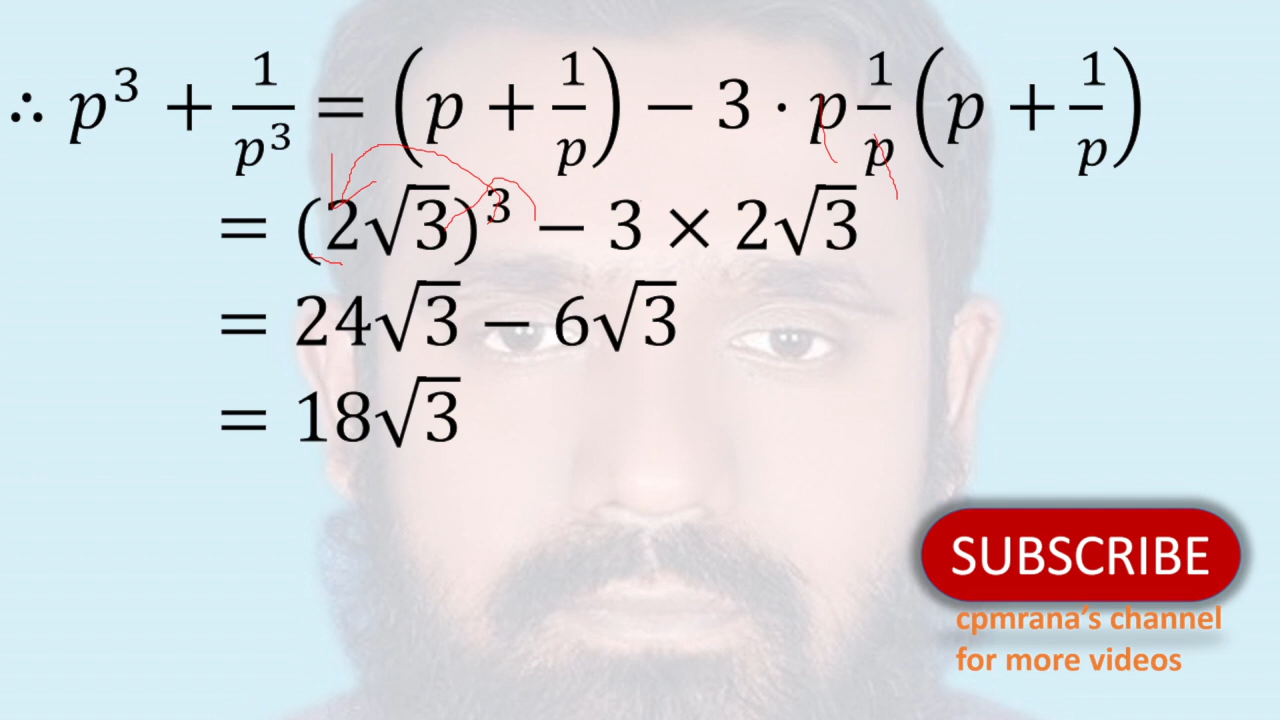 ∴ p³ + 1/p³ = (p + 1/p) − 3 · p 1/p (p + 1/p)
= (2√3)³ − 3 × 2√3
= 24√3 − 6√3
= 18√3
SUBSCRIBE
cpmrana’s channel
for more videos